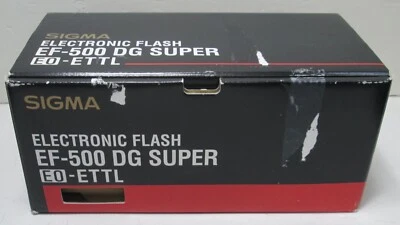 SIGMA
ELECTRONIC FLASH
EF-500 DG SUPER
EO-ETTL
SIGMA
ELECTRONIC FLASH
EF-500 DG SUPER
EO-ETTL